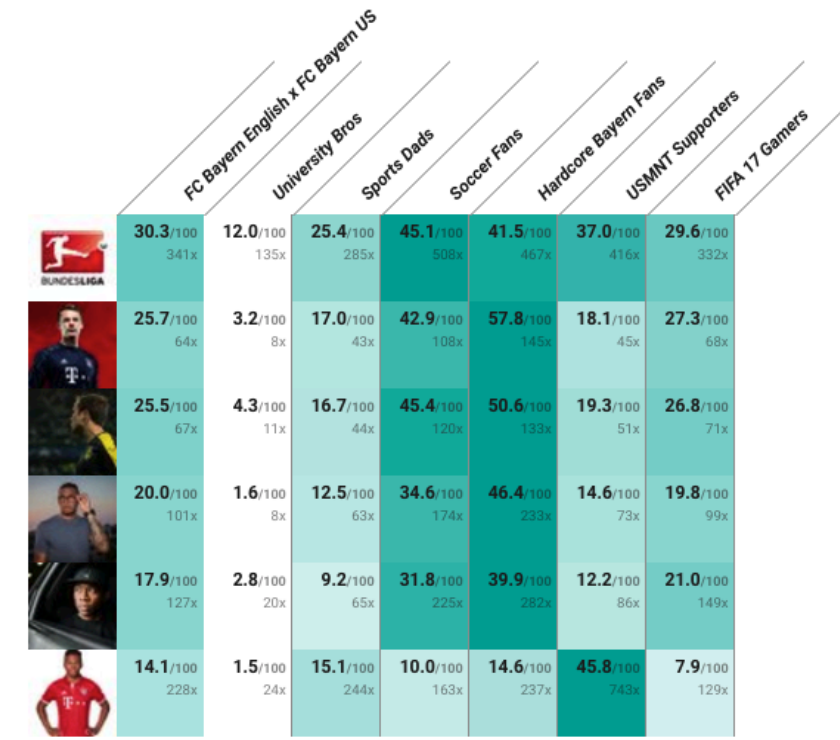 FC Bayern English x FC Bayern US
University Bros
Sports Dads
Soccer Fans
Hardcore Bayern Fans
USMNT Supporters
FIFA 17 Gamers
30.3/100 12.0/100 25.4/100 45.1/100 41.5/100 37.0/100 29.6/100
341x 135x 285x 508x 467x 416x 332x
BUNDESLIGA
25.7/100 3.2/100 17.0/100 42.9/100 57.8/100 18.1/100 27.3/100
64x 8x 43x 108x 145x 45x 68x
T
25.5/100 4.3/100 16.7/100 45.4/100 50.6/100 19.3/100 26.8/100
67x 11x 44x 120x 133x 51x 71x
20.0/100 1.6/100 12.5/100 34.6/100 46.4/100 14.6/100 19.8/100
101x 8x 63x 174x 233x 73x 99x
17.9/100 2.8/100 9.2/100 31.8/100 39.9/100 12.2/100 21.0/100
127x 20x 65x 225x 282x 86x 149x
14.1/100 1.5/100 15.1/100 10.0/100 14.6/100 45.8/100 7.9/100
228x 24x 244x 163x 237x 743x 129x
T